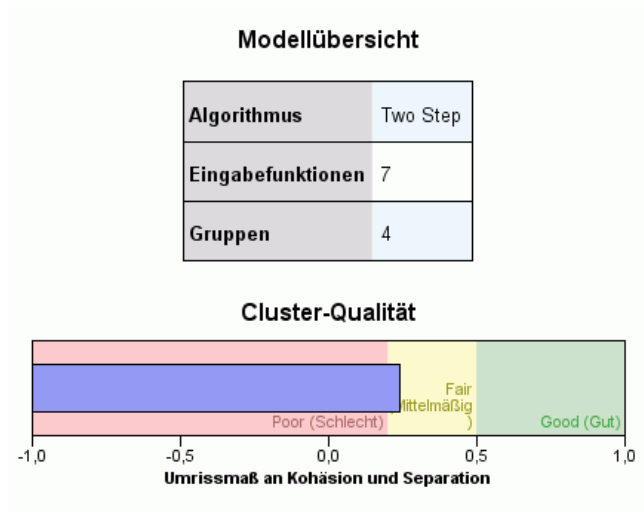 Modellübersicht
Algorithmus Two Step
Eingabefunktionen 7
Gruppen 4
Cluster-Qualität
Fair
(Mittelmäßig
)
Poor (Schlecht)
Good (Gut)
-1,0 -0,5 0,0 0,5 1,0
Umrissmaß an Kohäsion und Separation